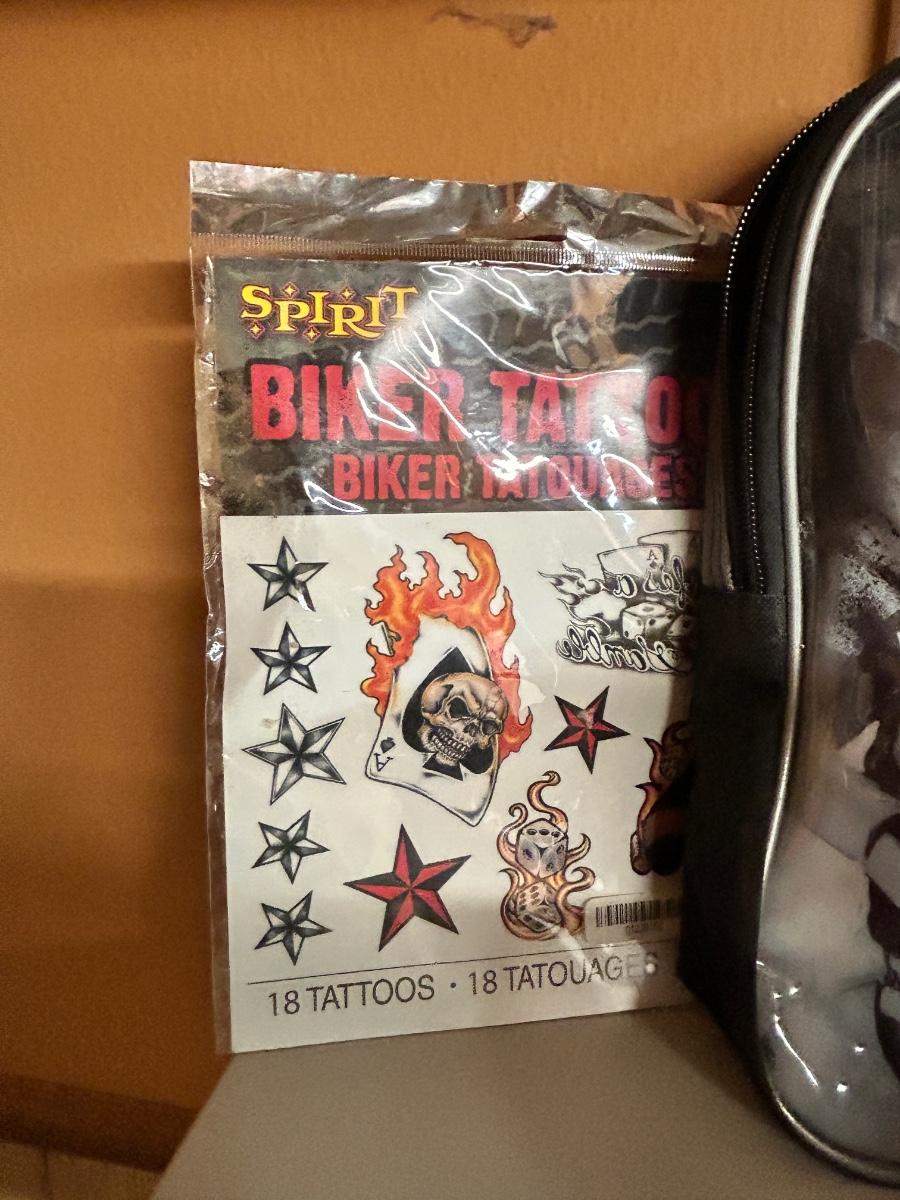 SPIRIT
BIKER TATTOO
BIKER TATOUAGES
A
A
18 TATTOOS · 18 TATOUAGES